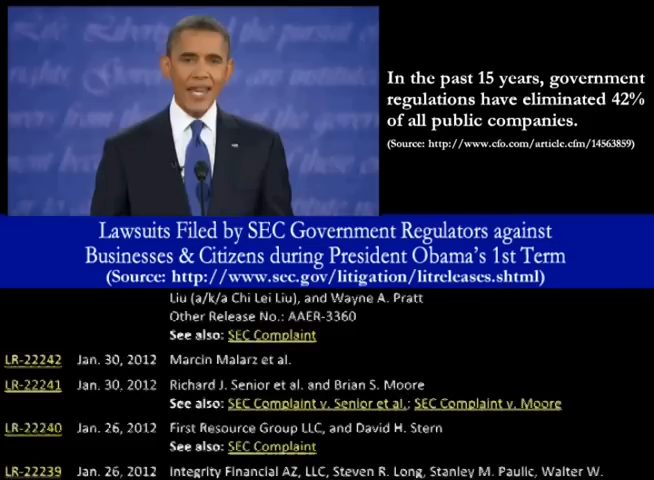 In the past 15 years, government
regulations have eliminated 42%
of all public companies.
(Source: http://www.cfo.com/article.cfm/14563859)
Lawsuits Filed by SEC Government Regulators against
Businesses & Citizens during President Obama's 1st Term
(Source: http://www.sec.gov/litigation/litreleases.shtml)
Liu (a/k/a Chi Lei Liu), and Wayne A. Pratt
Other Release No.: AAER-3360
See also: SEC Complaint
LR-22242 Jan. 30, 2012 Marcin Malarz et al.
LR-22241 Jan. 30, 2012 Richard J. Senior et al. and Brian S. Moore
See also: SEC Complaint v. Senior et al.; SEC Complaint v. Moore
LR-22240 Jan. 26, 2012 First Resource Group LLC, and David H. Stern
See also: SEC Complaint
LR-22239 Jan. 26, 2012 Integrity Financial AZ, LLC, Steven R. Long, Stanley M. Paulic, Walter W.